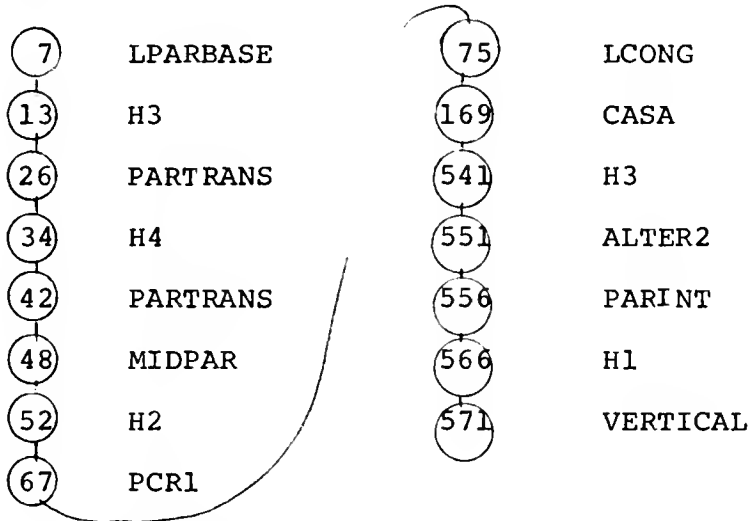 7 LPARBASE
13 H3
26 PARTRANS
34 H4
42 PARTRANS
48 MIDPAR
52 H2
67 PCR1
75 LCONG
169 CASA
541 H3
551 ALTER2
556 PARINT
566 H1
571 VERTICAL